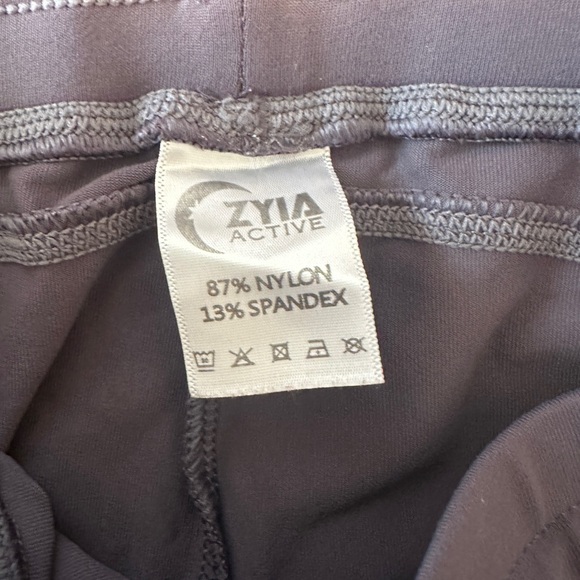 ZYIA
ACTIVE
87% NYLON
13% SPANDEX